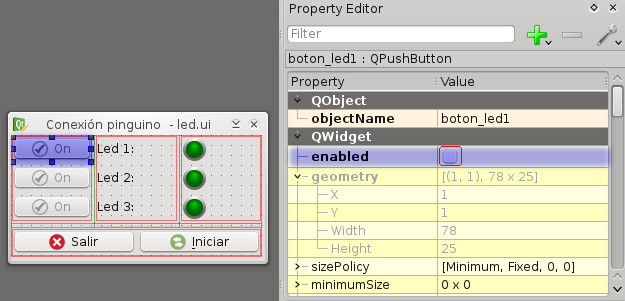 Property Editor
Filter
boton_led1 : QPushButton
Property Value
QObject
objectName boton_led1
QWidget
enabled
geometry [(1, 1), 78 x 25]
X 1
Y 1
Width 78
Height 25
sizePolicy [Minimum, Fixed, 0, 0]
minimumSize 0 x 0
Qt Conexión pinguino - led.ui
On Led 1:
On Led 2:
On Led 3:
Salir Iniciar